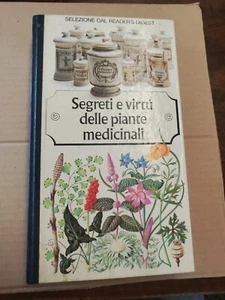 SELEZIONE DAL READER'S DIGEST
Segreti e virtù
delle piante
medicinali